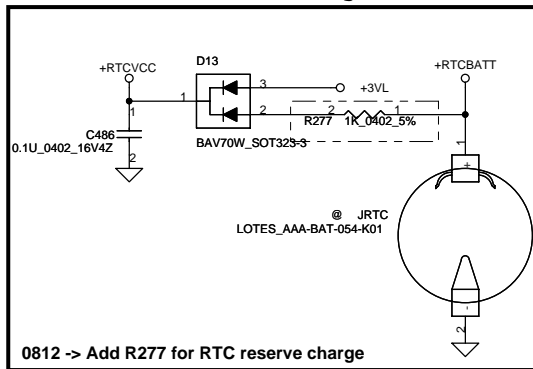 D13
+RTCVCC
+RTCBATT
3
+3VL
1
2
2
R277
1K_0402_5%
1
1
C486
0.1U_0402_16V4Z
2
BAV70W_SOT323-3
1
+
@ JRTC
LOTES_AAA-BAT-054-K01
-
2
0812 -> Add R277 for RTC reserve charge